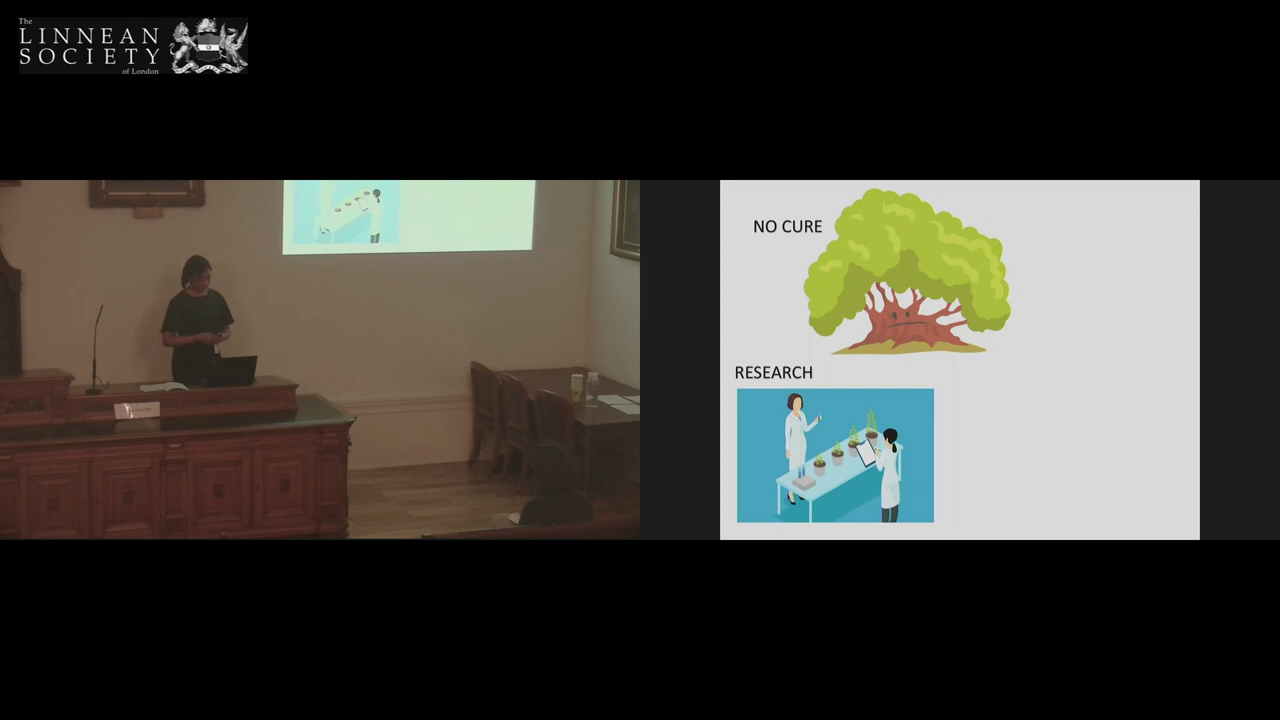 The
LINNEAN
SOCIETY
of London
NO CURE
RESEARCH